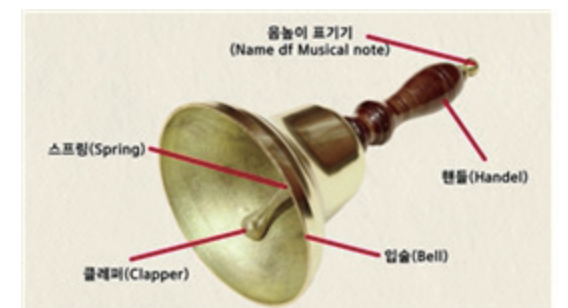 음높이 표기기
(Name df Musical note)
스프링(Spring)
핸들(Handel)
입술(Bell)
클레퍼(Clapper)